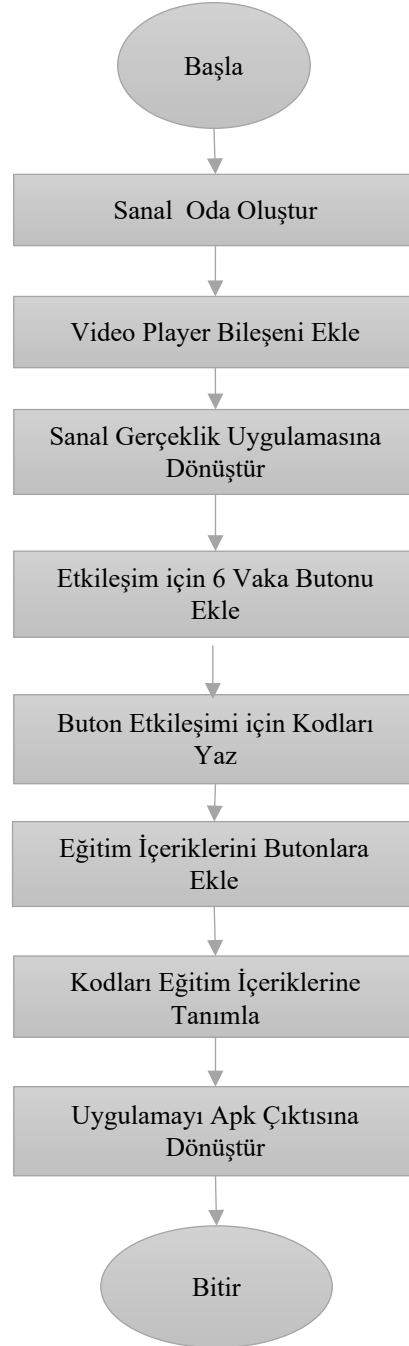 Başla
Sanal Oda Oluştur
Video Player Bileşeni Ekle
Sanal Gerçeklik Uygulamasına
Dönüştür
Etkileşim için 6 Vaka Butonu
Ekle
Buton Etkileşimi için Kodları
Yaz
Eğitim İçeriklerini Butonlara
Ekle
Kodları Eğitim İçeriklerine
Tanımla
Uygulamayı Apk Çıktısına
Dönüştür
Bitir